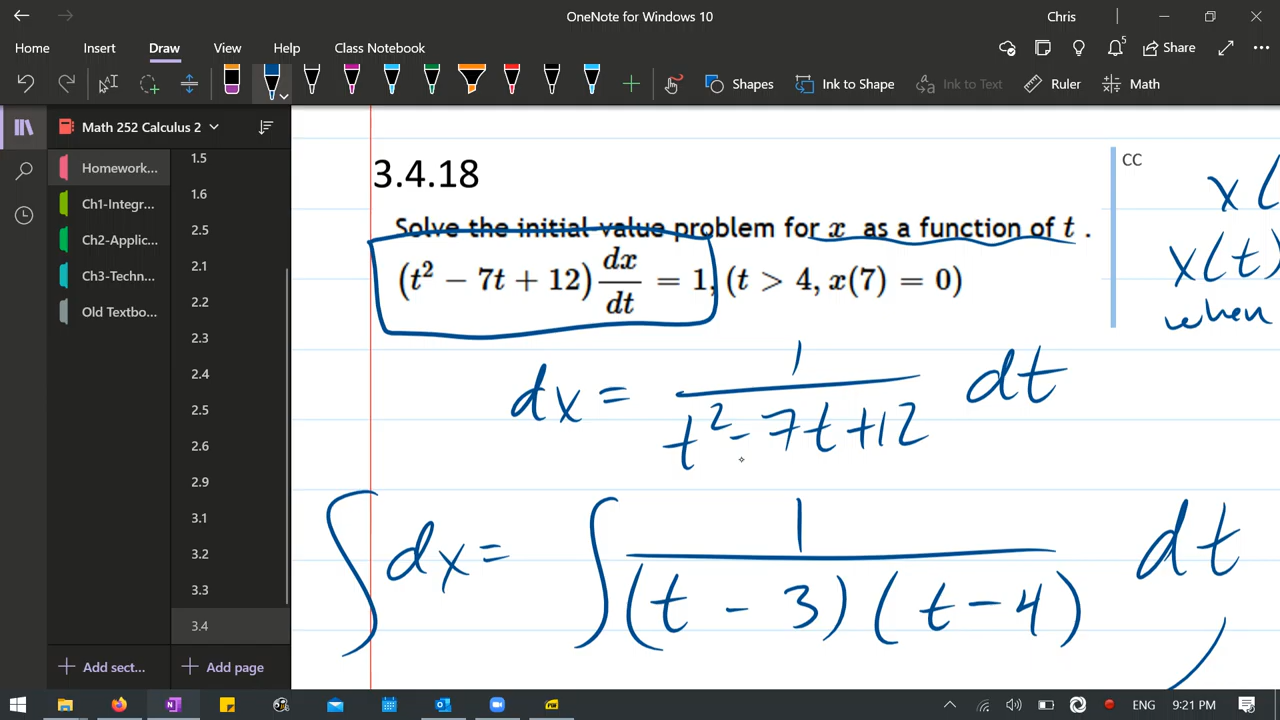 OneNote for Windows 10
Chris
Home Insert Draw View Help Class Notebook
5
Share
Shapes
Ink to Shape
Ink to Text
Ruler
Math
Math 252 Calculus 2
Homework...
Ch1-Integr...
Ch2-Applic...
Ch3-Techn...
Old Textbo...
1.5
1.6
2.5
2.1
2.2
2.3
2.4
2.5
2.6
2.9
3.1
3.2
3.3
3.4
Add sect...
Add page
3.4.18
Solve the initial value problem for x as a function of t .
(t² − 7t + 12) dx/dt = 1, (t > 4, x(7) = 0)
dx = 1/(t² - 7t + 12) dt
∫ dx = ∫ 1/((t - 3)(t - 4)) dt
CC
x(
x(t)
when
ENG
9:21 PM